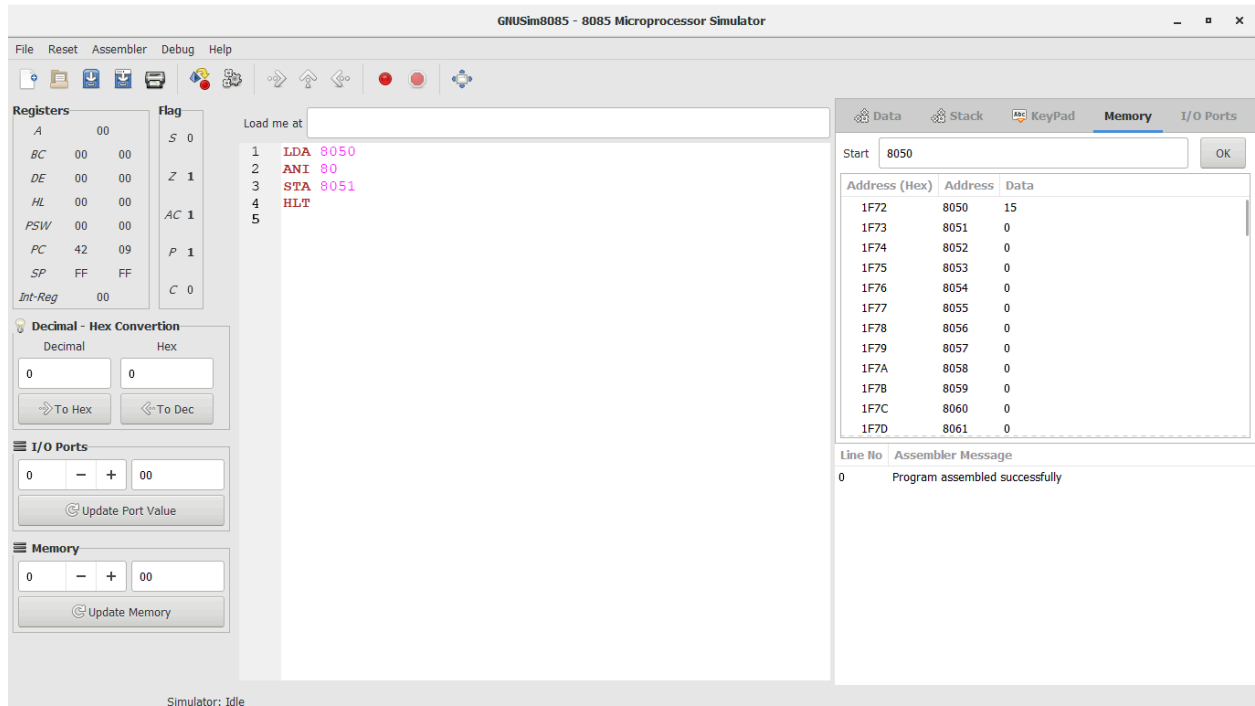 GNUSim8085 - 8085 Microprocessor Simulator
File Reset Assembler Debug Help
Registers
A 00
BC 00 00
DE 00 00
HL 00 00
PSW 00 00
PC 42 09
SP FF FF
Int-Reg 00
Flag
S 0
Z 1
AC 1
P 1
C 0
Decimal - Hex Convertion
Decimal Hex
0 0
To Hex To Dec
I/O Ports
0 − + 00
Update Port Value
Memory
0 − + 00
Update Memory
Load me at
1 LDA 8050
2 ANI 80
3 STA 8051
4 HLT
5
Data Stack Abc KeyPad Memory I/O Ports
Start 8050 OK
Address (Hex) Address Data
1F72 8050 15
1F73 8051 0
1F74 8052 0
1F75 8053 0
1F76 8054 0
1F77 8055 0
1F78 8056 0
1F79 8057 0
1F7A 8058 0
1F7B 8059 0
1F7C 8060 0
1F7D 8061 0
Line No Assembler Message
0 Program assembled successfully
Simulator: Idle